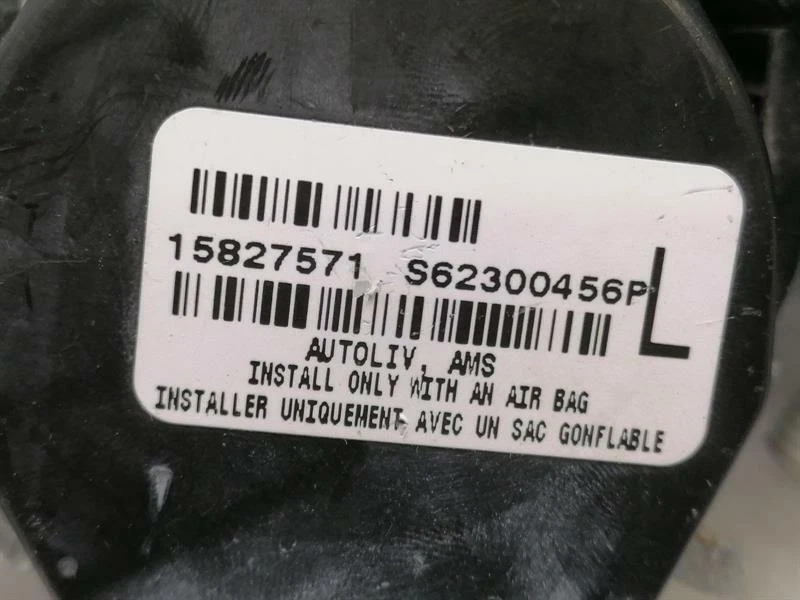 15827571 S62300456P
L
AUTOLIV, AMS
INSTALL ONLY WITH AN AIR BAG
INSTALLER UNIQUEMENT AVEC UN SAC GONFLABLE